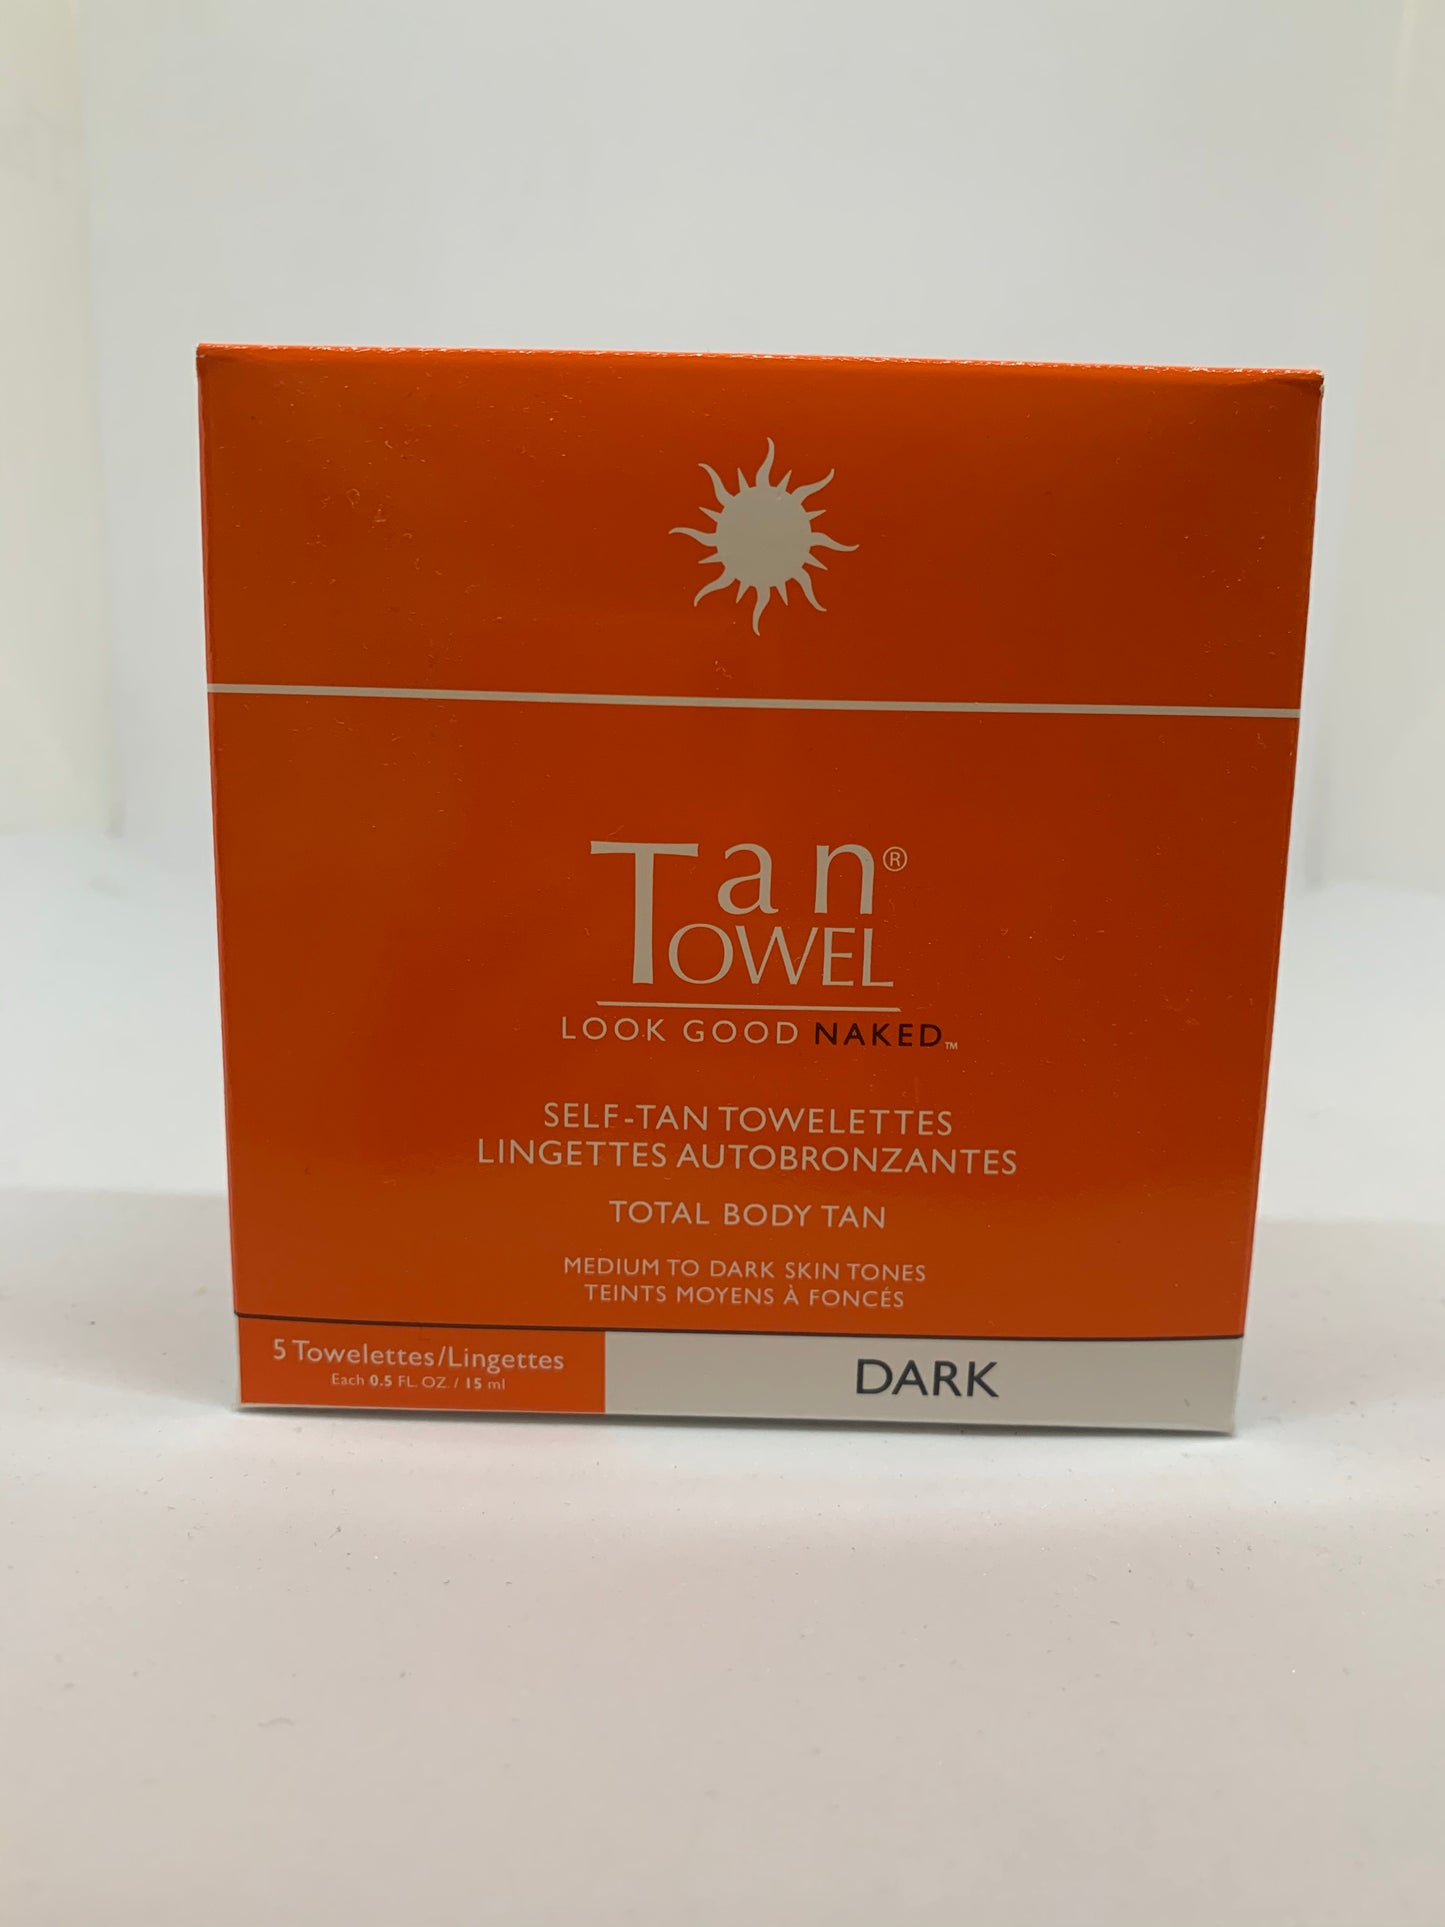 Tan®
TOWEL
LOOK GOOD NAKED™
SELF-TAN TOWELETTES
LINGETTES AUTOBRONZANTES
TOTAL BODY TAN
MEDIUM TO DARK SKIN TONES
TEINTS MOYENS À FONCÉS
5 Towelettes/Lingettes
Each 0.5 FL. OZ. / 15 ml
DARK